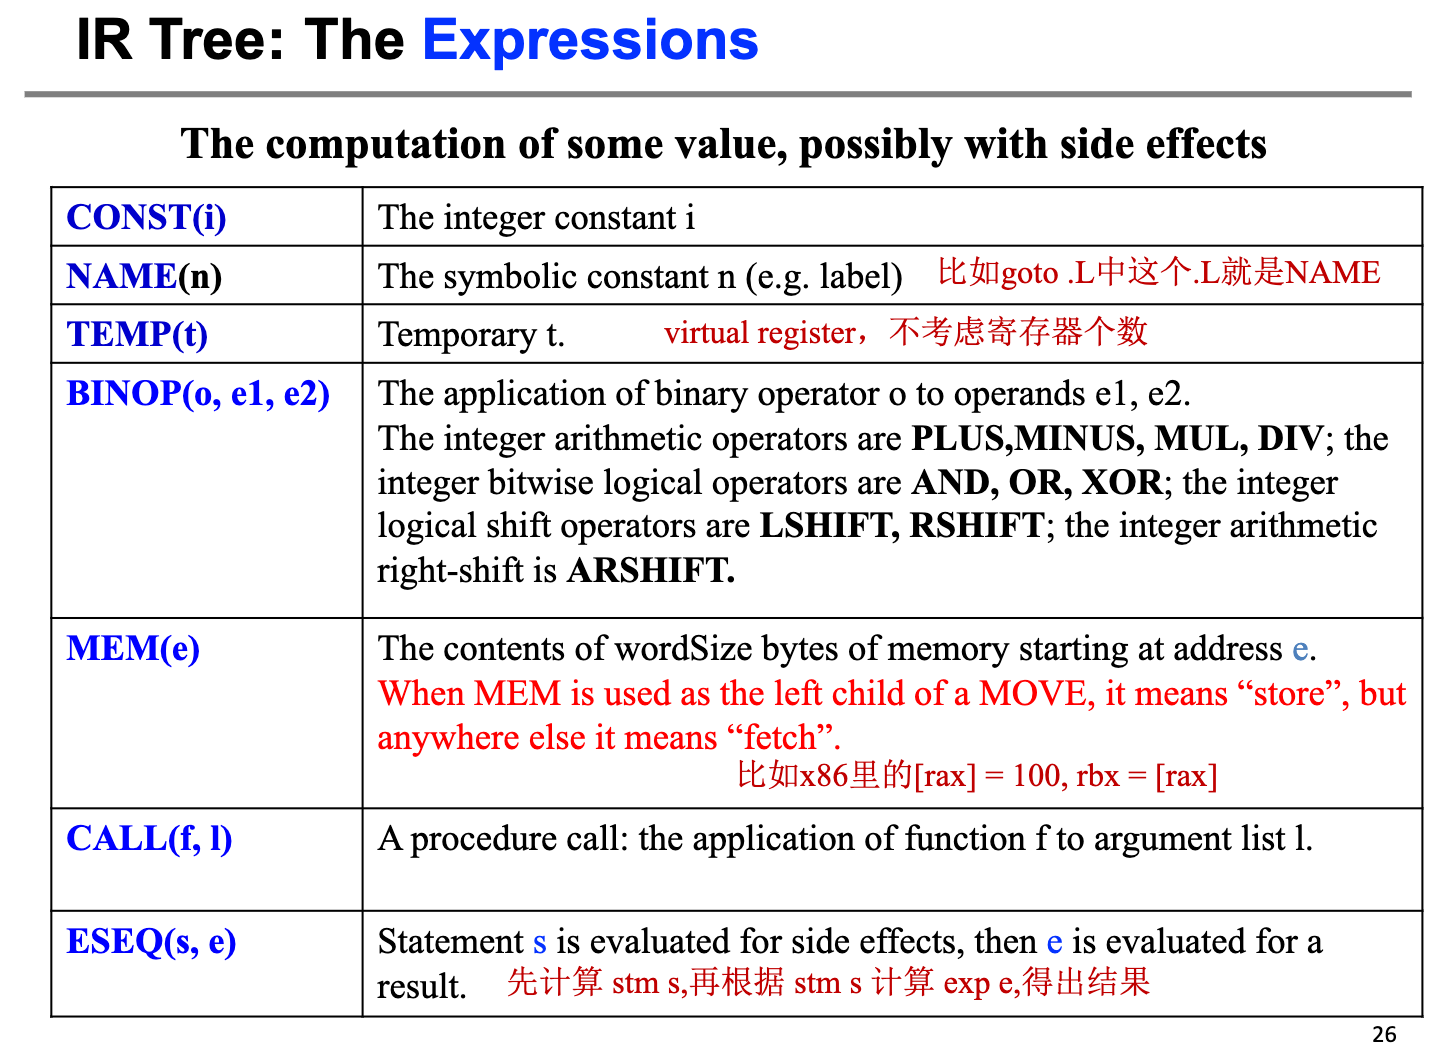 IR Tree: The Expressions
The computation of some value, possibly with side effects
CONST(i)
The integer constant i
NAME(n)
The symbolic constant n (e.g. label) 比如goto .L中这个.L就是NAME
TEMP(t)
Temporary t. virtual register，不考虑寄存器个数
BINOP(o, e1, e2)
The application of binary operator o to operands e1, e2.
The integer arithmetic operators are PLUS,MINUS, MUL, DIV; the
integer bitwise logical operators are AND, OR, XOR; the integer
logical shift operators are LSHIFT, RSHIFT; the integer arithmetic
right-shift is ARSHIFT.
MEM(e)
The contents of wordSize bytes of memory starting at address e.
When MEM is used as the left child of a MOVE, it means “store”, but
anywhere else it means “fetch”.
比如x86里的[rax] = 100, rbx = [rax]
CALL(f, l)
A procedure call: the application of function f to argument list l.
ESEQ(s, e)
Statement s is evaluated for side effects, then e is evaluated for a
result. 先计算 stm s,再根据 stm s 计算 exp e,得出结果
26